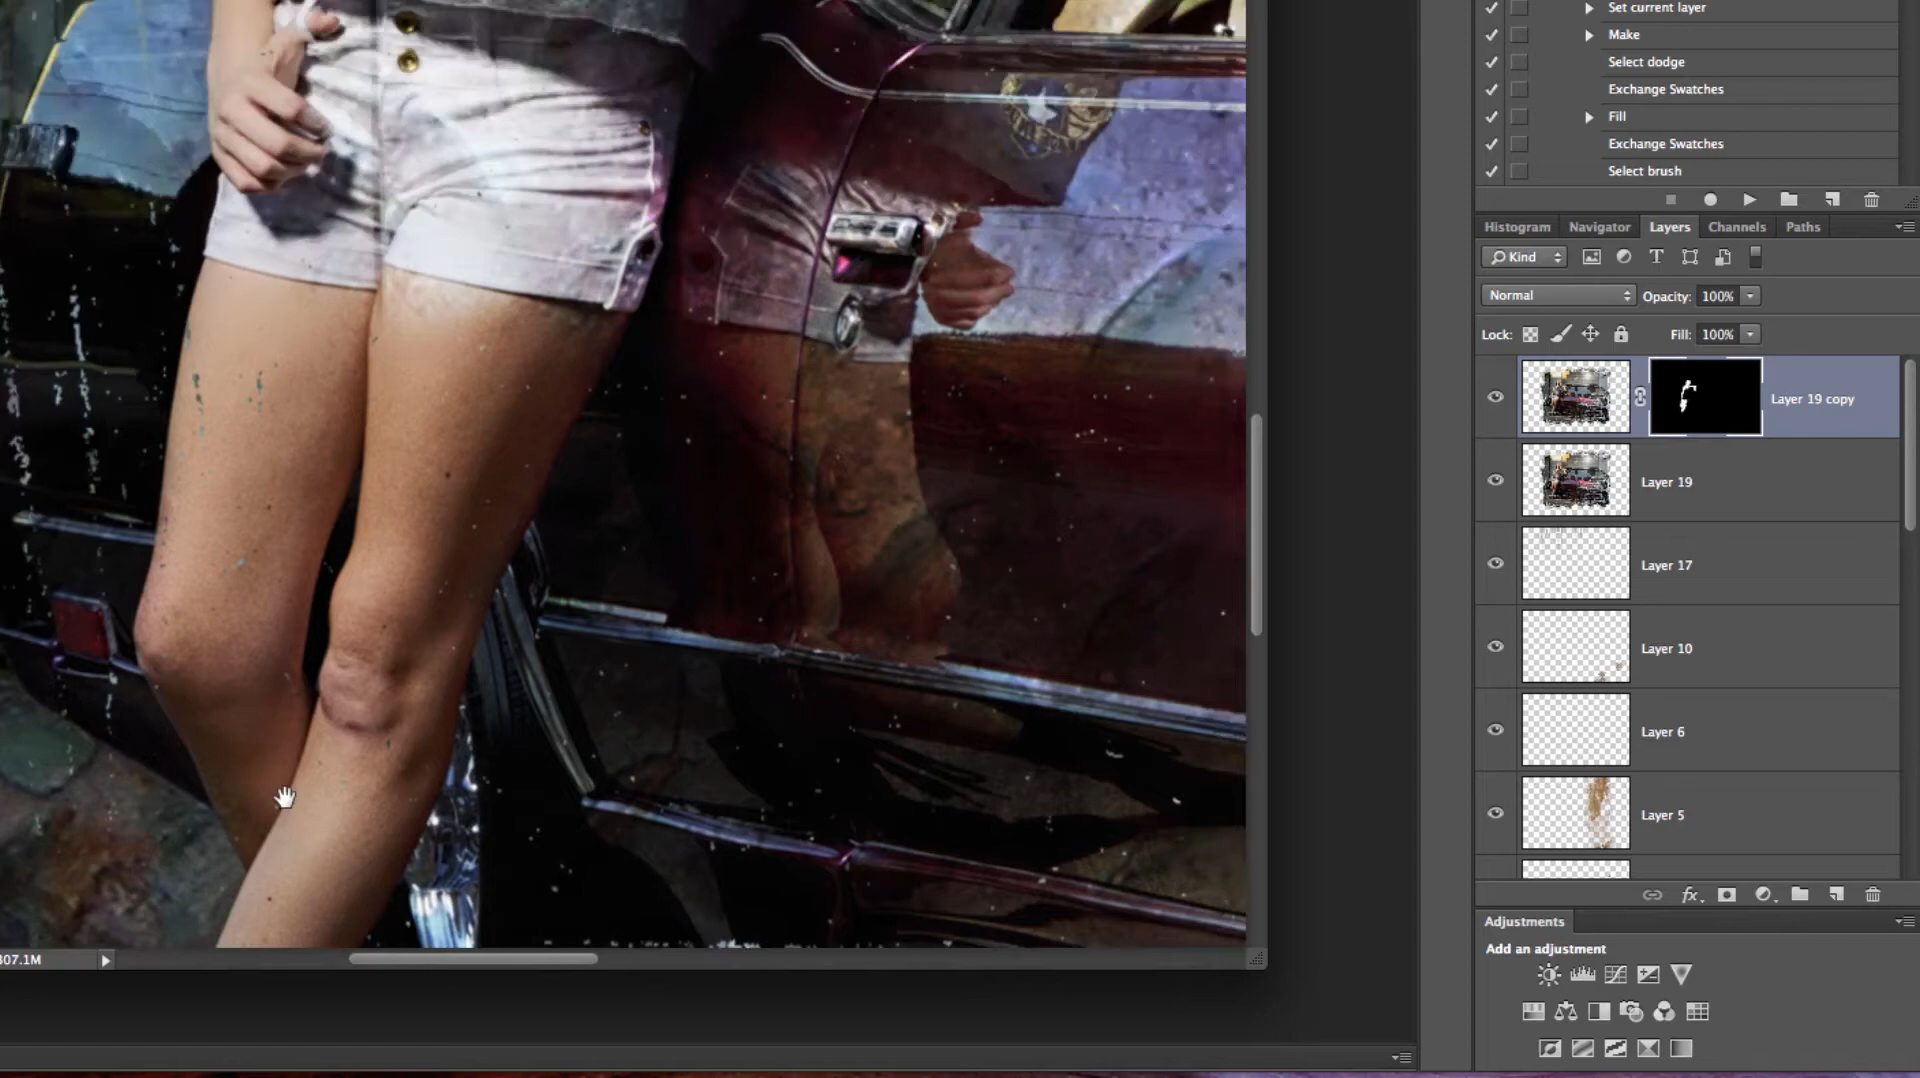 Set current layer
Make
Select dodge
Exchange Swatches
Fill
Exchange Swatches
Select brush
Histogram Navigator Layers Channels Paths
Kind
Normal Opacity: 100%
Lock: Fill: 100%
Layer 19 copy
Layer 19
Layer 17
Layer 10
Layer 6
Layer 5
fx
Adjustments
Add an adjustment
307.1M